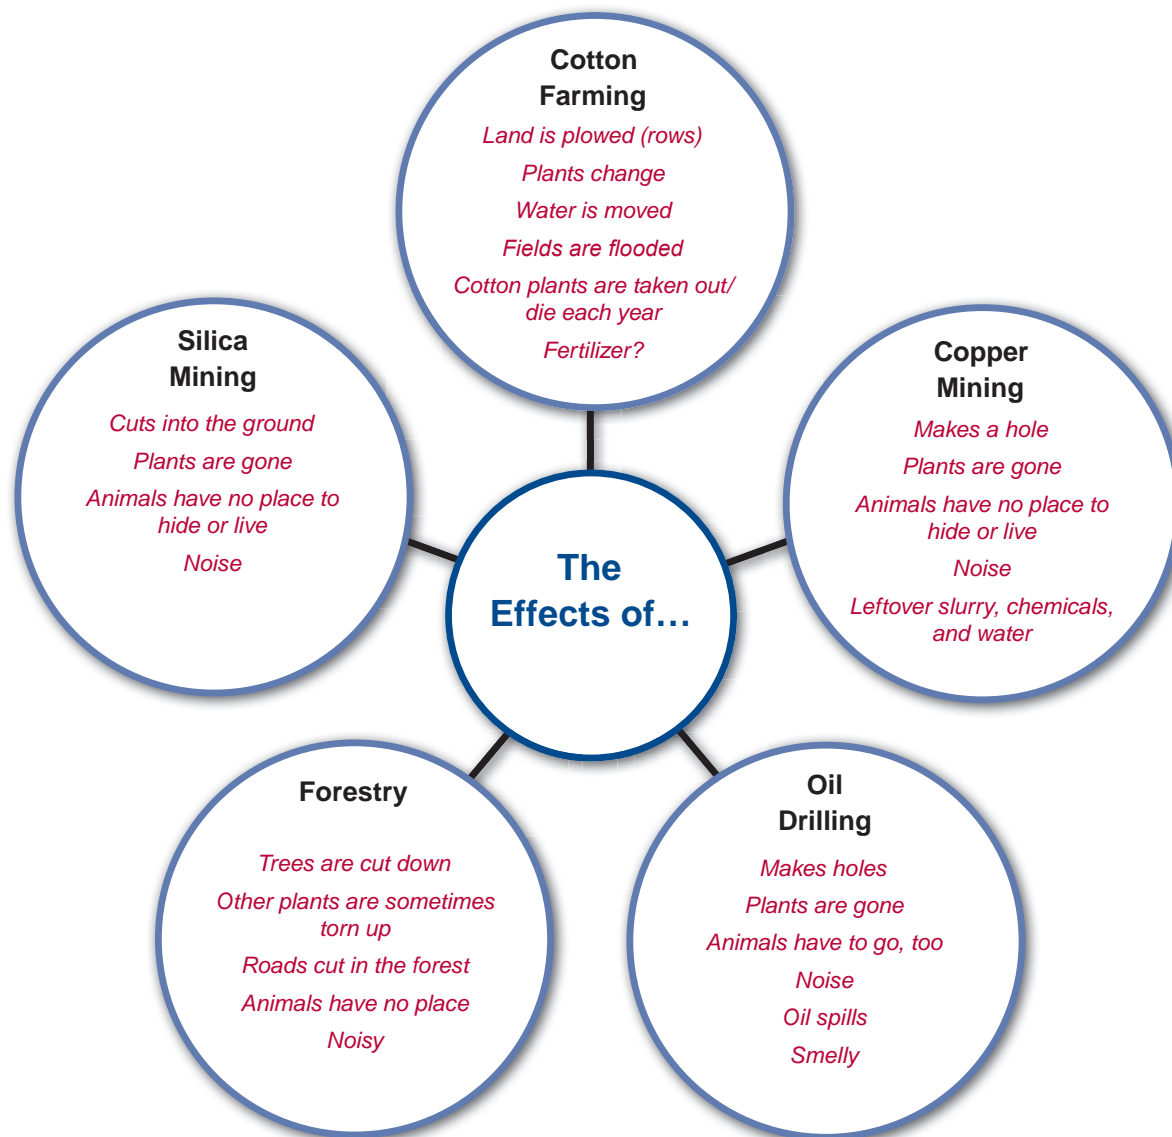 Cotton
Farming
Land is plowed (rows)
Plants change
Water is moved
Fields are flooded
Cotton plants are taken out/
die each year
Fertilizer?
Silica
Mining
Cuts into the ground
Plants are gone
Animals have no place to
hide or live
Noise
Copper
Mining
Makes a hole
Plants are gone
Animals have no place to
hide or live
Noise
Leftover slurry, chemicals,
and water
The
Effects of…
Forestry
Trees are cut down
Other plants are sometimes
torn up
Roads cut in the forest
Animals have no place
Noisy
Oil
Drilling
Makes holes
Plants are gone
Animals have to go, too
Noise
Oil spills
Smelly